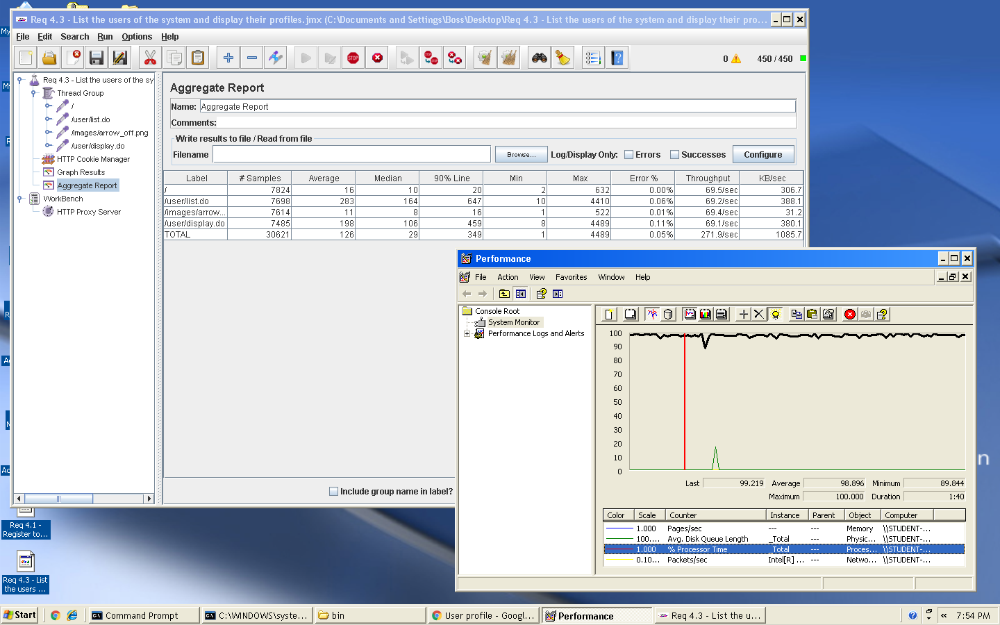 Req 4.3 - List the users of the system and display their profiles.jmx (C:\Documents and Settings\Boss\Desktop\Req 4.3 - List the users of the system and display their pro...
File Edit Search Run Options Help
0 450 / 450
Req 4.3 - List the users of the sy
Thread Group
/
/user/list.do
/images/arrow_off.png
/user/display.do
HTTP Cookie Manager
Graph Results
Aggregate Report
WorkBench
HTTP Proxy Server
Aggregate Report
Name: Aggregate Report
Comments:
Write results to file / Read from file
Filename Browse... Log/Display Only: Errors Successes Configure
Label # Samples Average Median 90% Line Min Max Error % Throughput KB/sec
/ 7824 16 10 20 2 632 0.00% 69.5/sec 306.7
/user/list.do 7698 283 164 647 10 4410 0.06% 69.2/sec 388.1
/images/arrow... 7614 11 8 16 1 522 0.01% 69.4/sec 31.2
/user/display.do 7485 198 106 459 8 4489 0.11% 69.1/sec 380.1
TOTAL 30621 126 29 349 1 4489 0.05% 271.9/sec 1085.7
Include group name in label?
Performance
File Action View Favorites Window Help
Console Root
System Monitor
Performance Logs and Alerts
100
90
80
70
60
50
40
30
20
10
0
Last 99.219 Average 98.896 Minimum 89.844
Maximum 100.000 Duration 1:40
Color Scale Counter Instance Parent Object Computer
1.000 Pages/sec --- --- Memory \\STUDENT-...
100.... Avg. Disk Queue Length _Total --- Physic... \\STUDENT-...
1.000 % Processor Time _Total --- Proces... \\STUDENT-...
0.10... Packets/sec Intel[R] ... --- Netwo... \\STUDENT-...
Req 4.1 -
Register to...
Req 4.3 - List
the users ...
Start Command Prompt C:\WINDOWS\syste... bin User profile - Googl... Performance Req 4.3 - List the u... « 7:54 PM